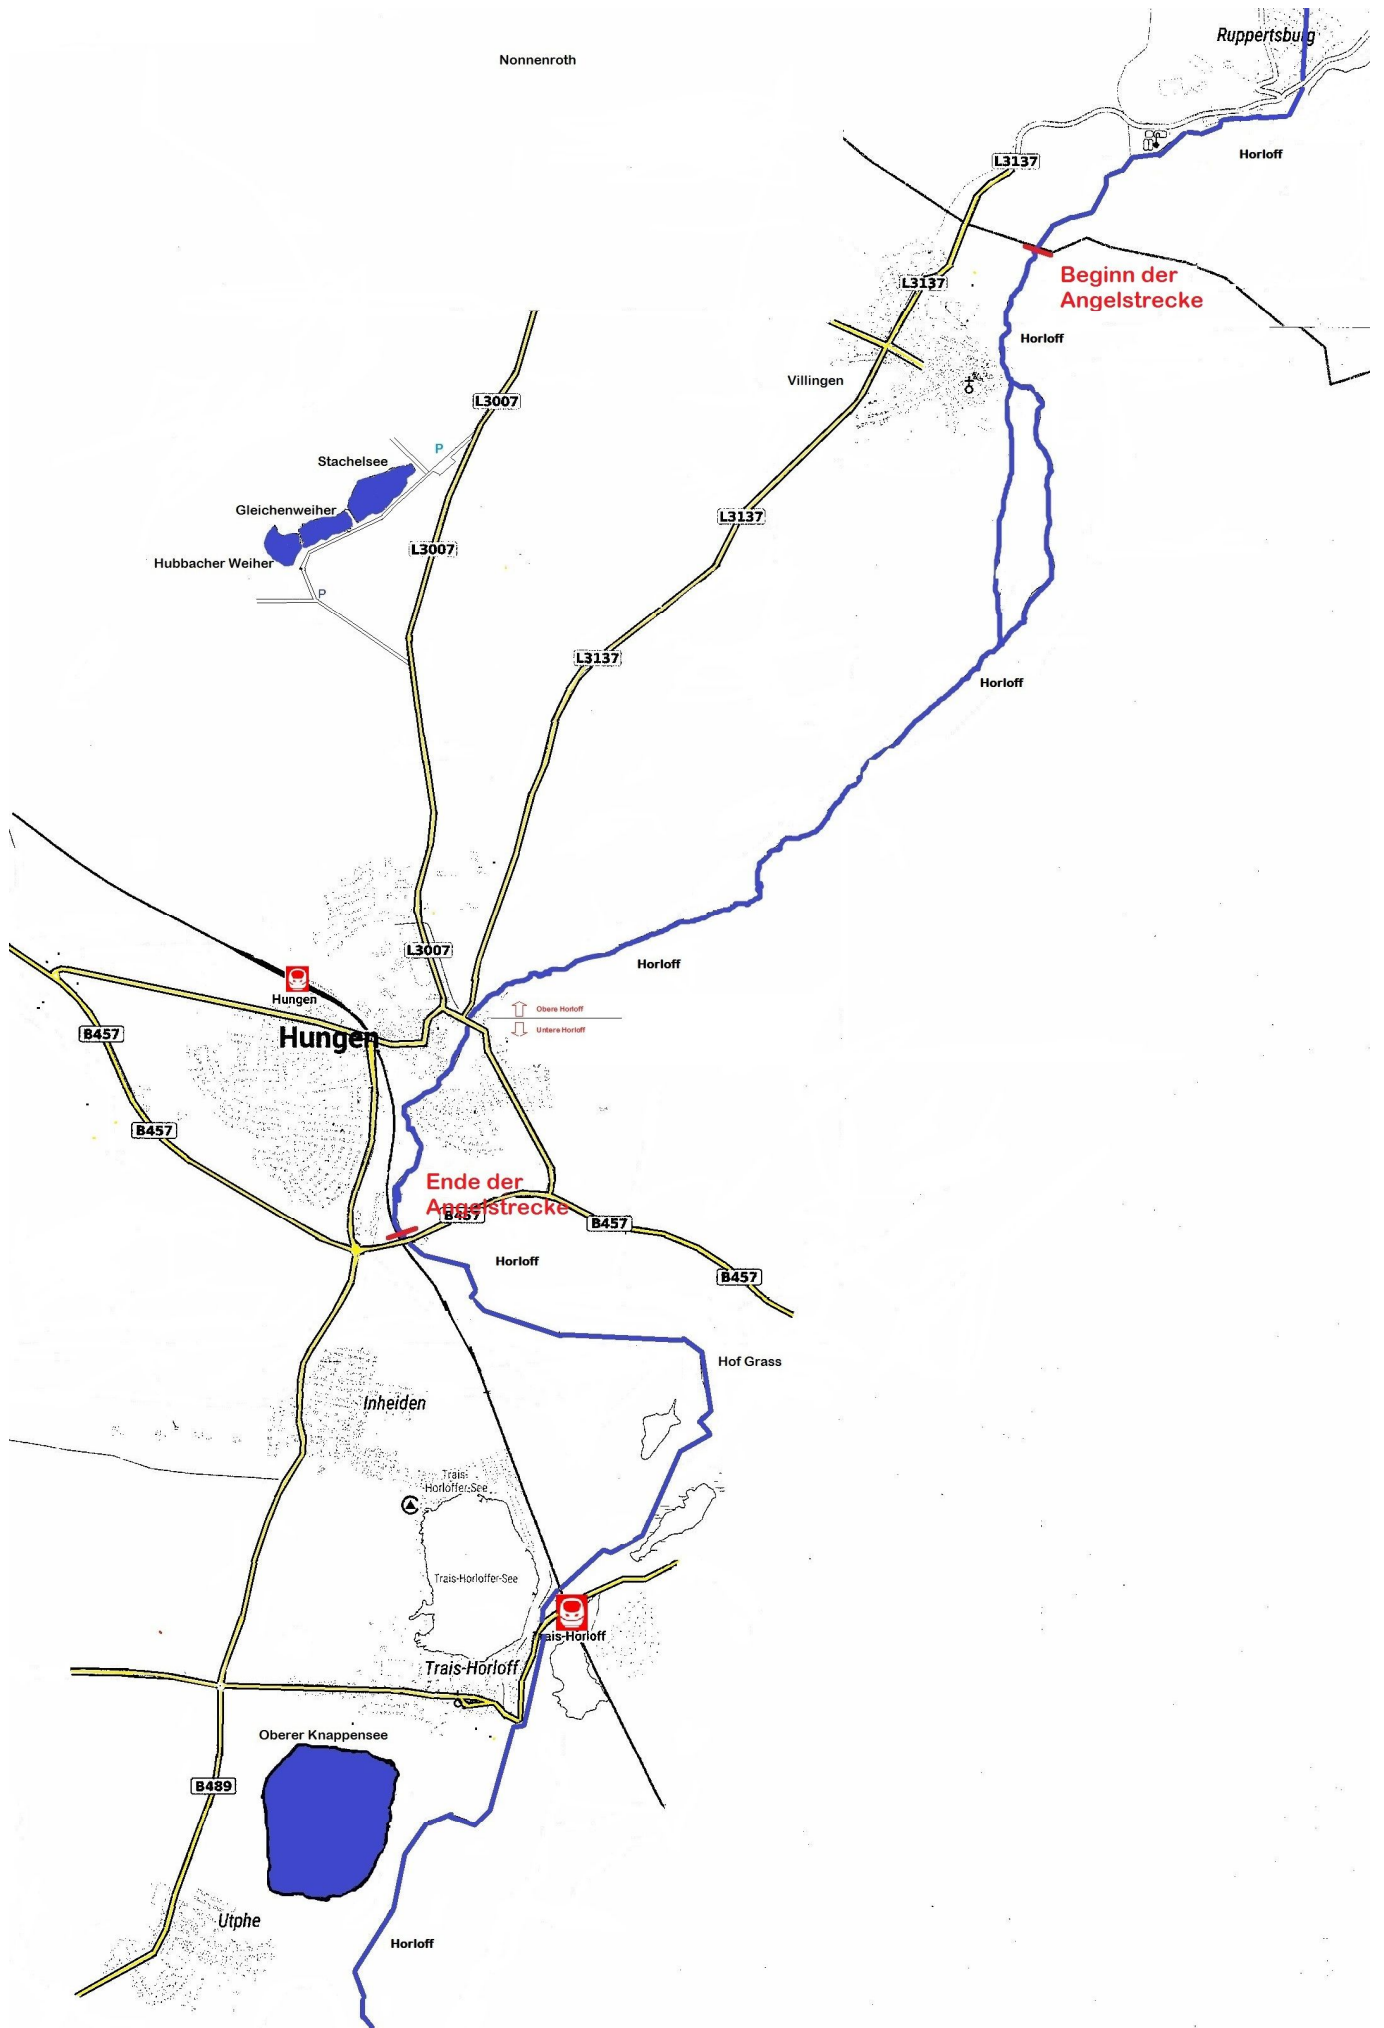 Ruppertsburg
Nonnenroth
Horloff
L3137
Beginn der
Angelstrecke
L3137
Horloff
Villingen
L3007
P
Stachelsee
Gleichenweiher
L3137
L3007
Hubbacher Weiher
P
L3137
Horloff
L3007
Horloff
Hungen
Obere Horloff
Untere Horloff
Hungen
B457
B457
Ende der
Angelstrecke
B457
B457
Horloff
B457
Hof Grass
Inheiden
Trais-
Horloffer-See
Trais-Horloffer-See
Trais-Horloff
Trais-Horloff
Oberer Knappensee
B489
Utphe
Horloff